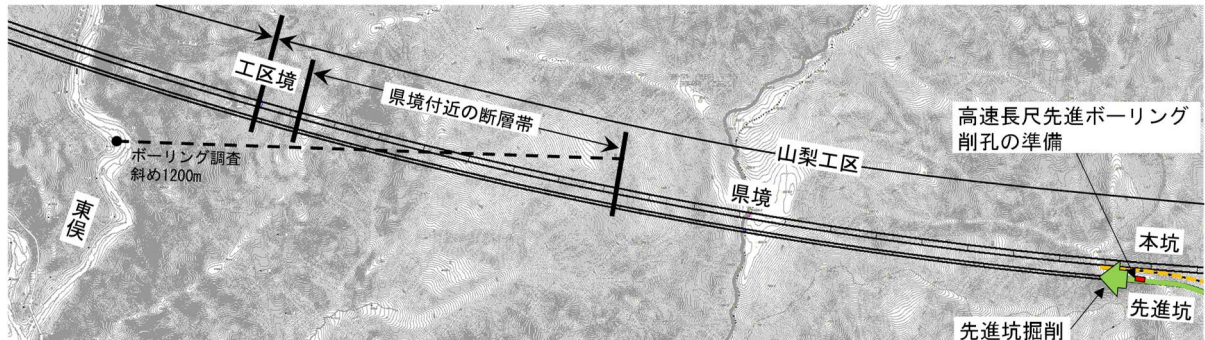 工区境
県境付近の断層帯
高速長尺先進ボーリング
削孔の準備
ボーリング調査
斜め1200m
山梨工区
県境
東俣
本坑
先進坑
先進坑掘削